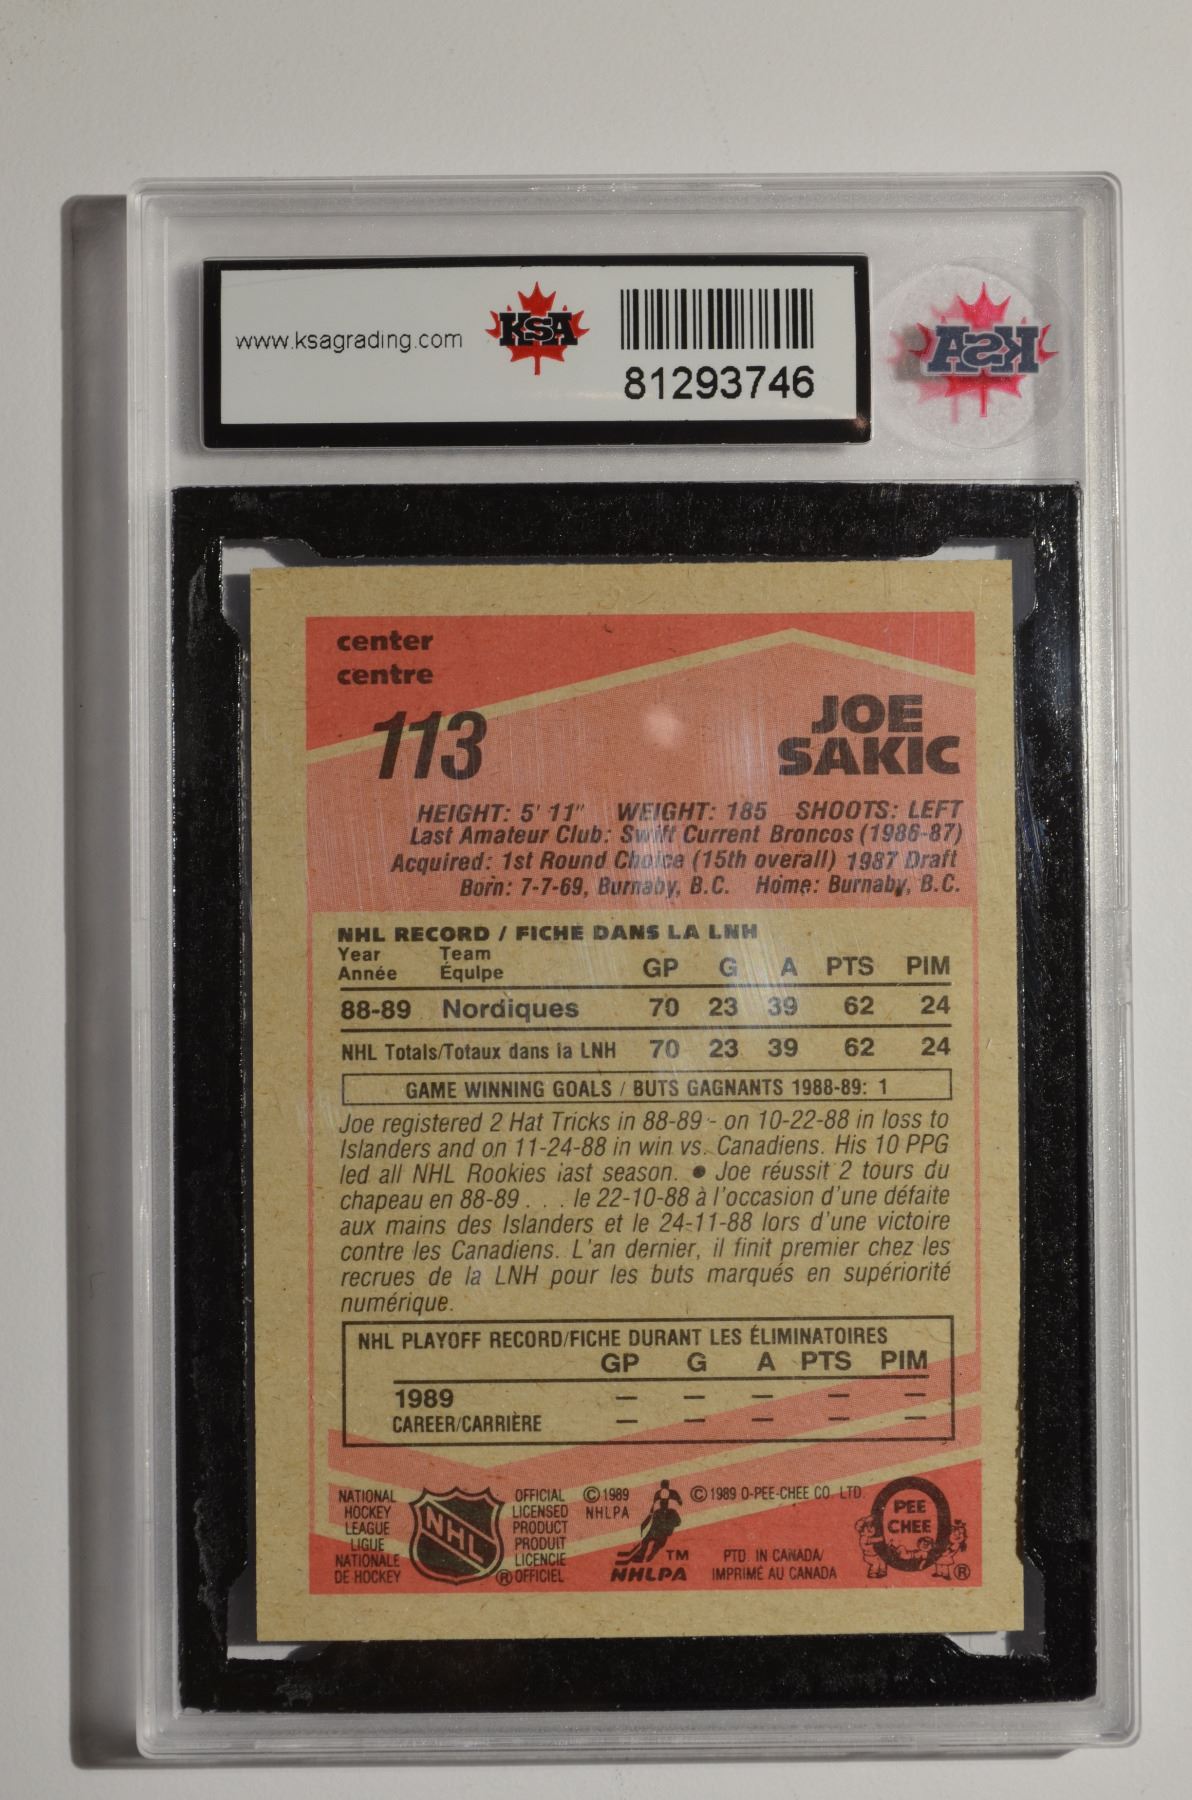 www.ksagrading.com
KSA
81293746
KSA
center
centre
113
JOE
SAKIC
HEIGHT: 5' 11" WEIGHT: 185 SHOOTS: LEFT
Last Amateur Club: Swift Current Broncos (1986-87)
Acquired: 1st Round Choice (15th overall) 1987 Draft
Born: 7-7-69, Burnaby, B.C. Home: Burnaby, B.C.
NHL RECORD / FICHE DANS LA LNH
Year Team
Année Équipe GP G A PTS PIM
88-89 Nordiques 70 23 39 62 24
NHL Totals/Totaux dans la LNH 70 23 39 62 24
GAME WINNING GOALS / BUTS GAGNANTS 1988-89: 1
Joe registered 2 Hat Tricks in 88-89 - on 10-22-88 in loss to
Islanders and on 11-24-88 in win vs. Canadiens. His 10 PPG
led all NHL Rookies last season. ● Joe réussit 2 tours du
chapeau en 88-89 . . . le 22-10-88 à l'occasion d'une défaite
aux mains des Islanders et le 24-11-88 lors d'une victoire
contre les Canadiens. L'an dernier, il finit premier chez les
recrues de la LNH pour les buts marqués en supériorité
numérique.
NHL PLAYOFF RECORD/FICHE DURANT LES ÉLIMINATOIRES
GP G A PTS PIM
1989 — — — — —
CAREER/CARRIÈRE — — — — —
NATIONAL
HOCKEY
LEAGUE
LIGUE
NATIONALE
DE HOCKEY
NHL
®
OFFICIAL
LICENSED
PRODUCT
PRODUIT
LICENCIE
OFFICIEL
© 1989
NHLPA
TM
NHLPA
© 1989 O-PEE-CHEE CO. LTD.
PTD. IN CANADA/
IMPRIMÉ AU CANADA
O
PEE
CHEE
®